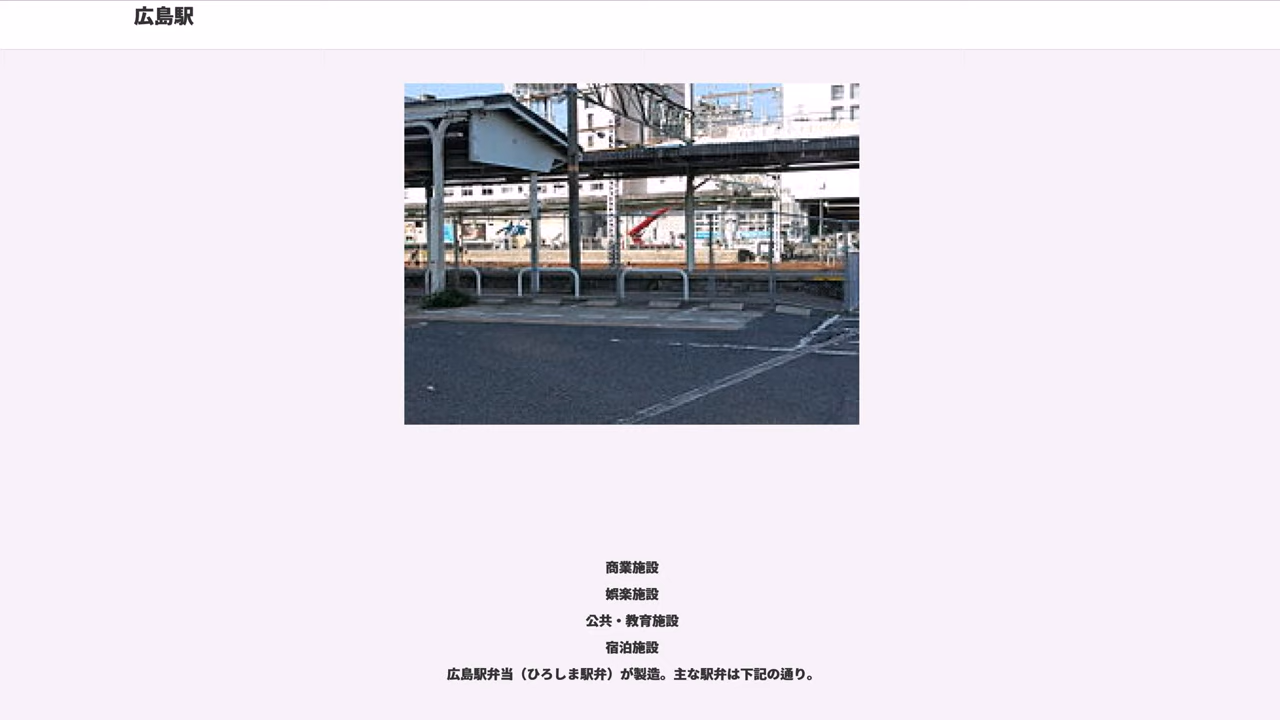 広島駅
商業施設
娯楽施設
公共・教育施設
宿泊施設
広島駅弁当（ひろしま駅弁）が製造。主な駅弁は下記の通り。